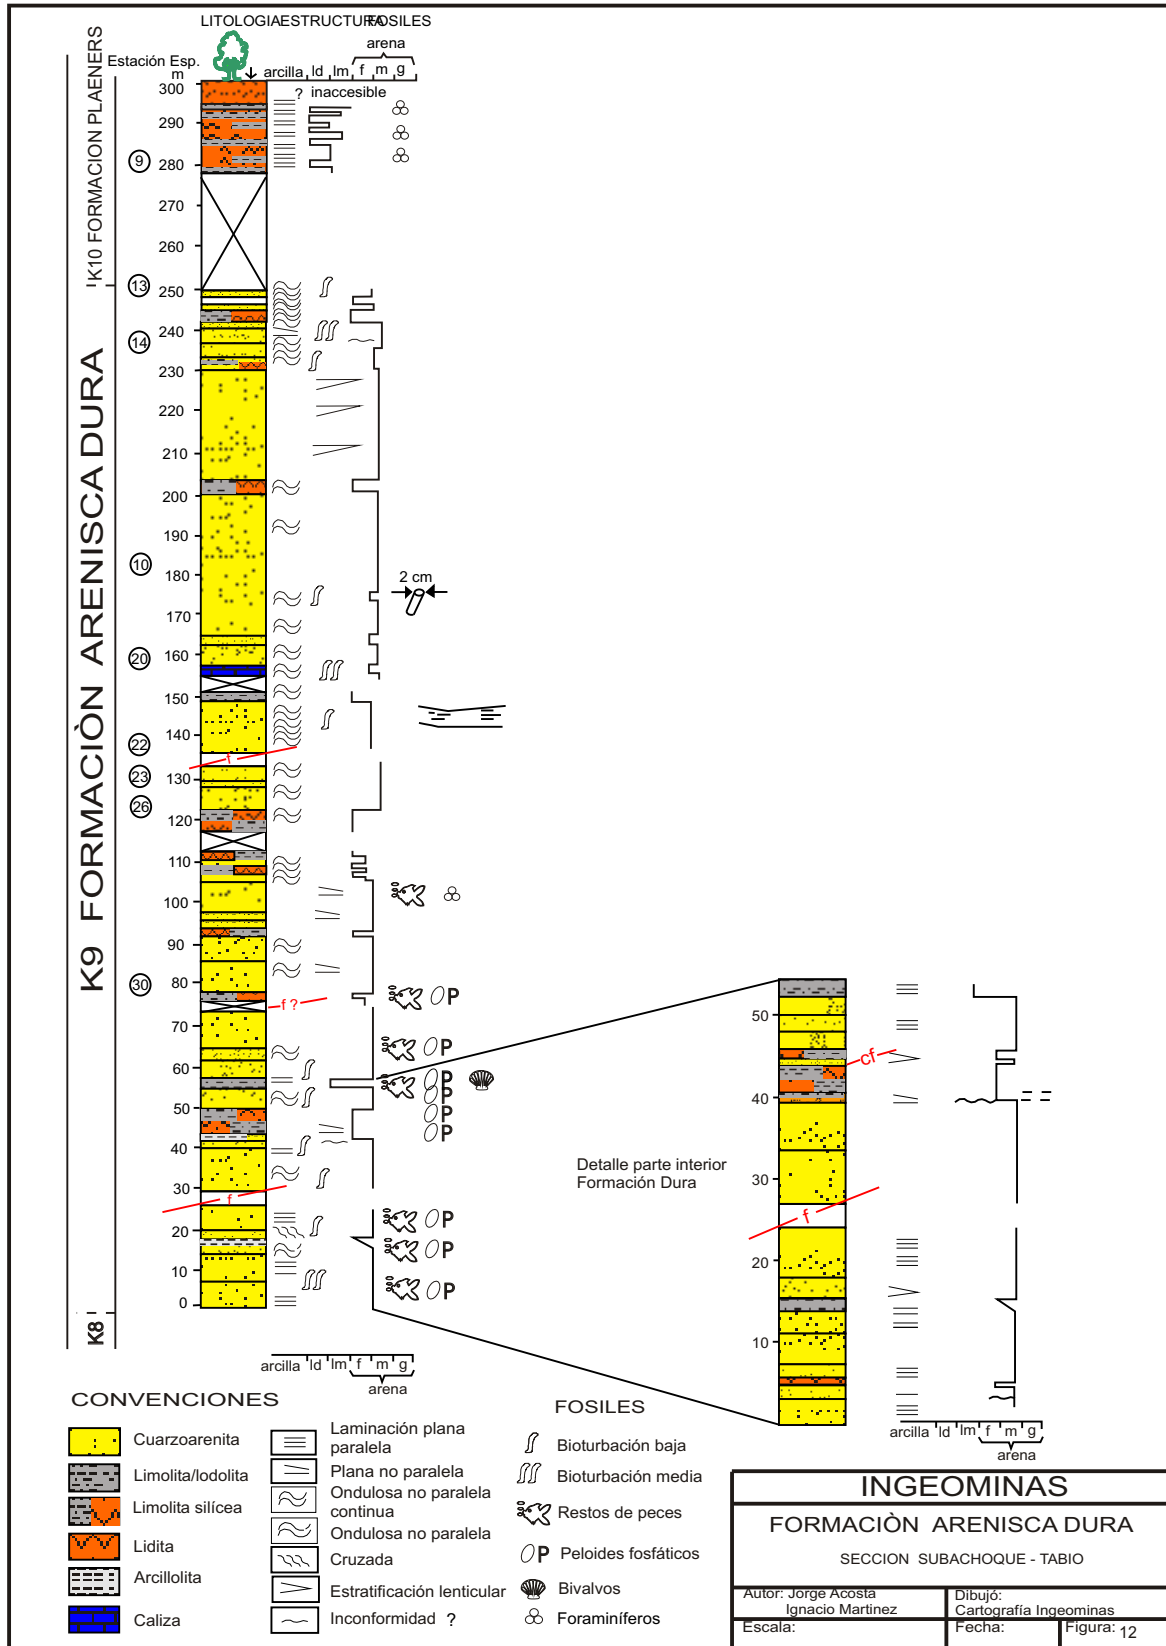 LITOLOGIA ESTRUCTURA FOSILES
arena
Estación Esp.
m
arcilla ld lm f m g
? inaccesible
K10 FORMACION PLAENERS
K9 FORMACIÒN ARENISCA DURA
K8
300
290
9
280
270
260
13
250
240
14
230
220
210
200
190
10
180
2 cm
170
20
160
150
22
140
f
23
130
26
120
110
100
90
30
80
f ?
P
70
P
60
P
P
50
P
P
40
30
f
20
P
P
10
P
0
arcilla ld lm f m g
arena
50
cf
40
Detalle parte interior
Formación Dura
30
f
20
10
arcilla ld lm f m g
arena
CONVENCIONES
Cuarzoarenita
Limolita/lodolita
Limolita silícea
Lidita
Arcillolita
Caliza
Laminación plana
paralela
Plana no paralela
Ondulosa no paralela
continua
Ondulosa no paralela
Cruzada
Estratificación lenticular
Inconformidad ?
FOSILES
Bioturbación baja
Bioturbación media
Restos de peces
P Peloides fosfáticos
Bivalvos
Foraminíferos
INGEOMINAS
FORMACIÒN ARENISCA DURA
SECCION SUBACHOQUE - TABIO
Autor: Jorge Acosta
Ignacio Martinez
Dibujó:
Cartografía Ingeominas
Escala:
Fecha:
Figura: 12